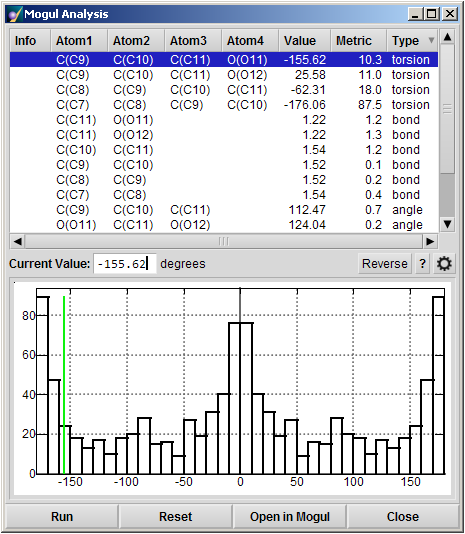 Mogul Analysis
Info Atom1 Atom2 Atom3 Atom4 Value Metric Type
C(C9) C(C10) C(C11) O(O11) -155.62 10.3 torsion
C(C9) C(C10) C(C11) O(O12) 25.58 11.0 torsion
C(C8) C(C9) C(C10) C(C11) -62.31 18.0 torsion
C(C7) C(C8) C(C9) C(C10) -176.06 87.5 torsion
C(C11) O(O11) 1.22 1.2 bond
C(C11) O(O12) 1.22 1.3 bond
C(C10) C(C11) 1.54 1.2 bond
C(C9) C(C10) 1.52 0.1 bond
C(C8) C(C9) 1.52 0.2 bond
C(C7) C(C8) 1.54 0.4 bond
C(C9) C(C10) C(C11) 112.47 0.7 angle
O(O11) C(C11) O(O12) 124.04 0.2 angle
Current Value: -155.62 degrees Reverse ?
80
60
40
20
0
-150 -100 -50 0 50 100 150
Run Reset Open in Mogul Close